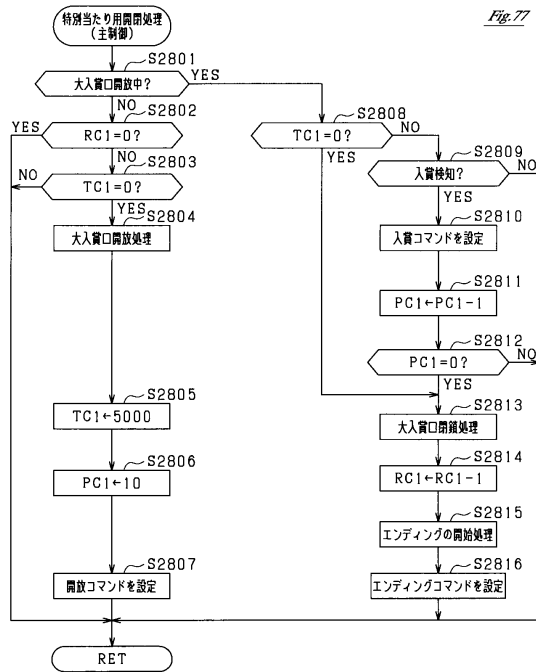 Fig.77
特別当たり用開閉処理
(主制御)
S2801
大入賞口開放中?
YES
NO
S2802
YES
RC1=0?
NO
S2803
NO
TC1=0?
YES
S2804
大入賞口開放処理
S2805
TC1←5000
S2806
PC1←10
S2807
開放コマンドを設定
RET
S2808
TC1=0?
NO
YES
S2809
入賞検知?
NO
YES
S2810
入賞コマンドを設定
S2811
PC1←PC1-1
S2812
PC1=0?
NO
YES
S2813
大入賞口閉鎖処理
S2814
RC1←RC1-1
S2815
エンディングの開始処理
S2816
エンディングコマンドを設定